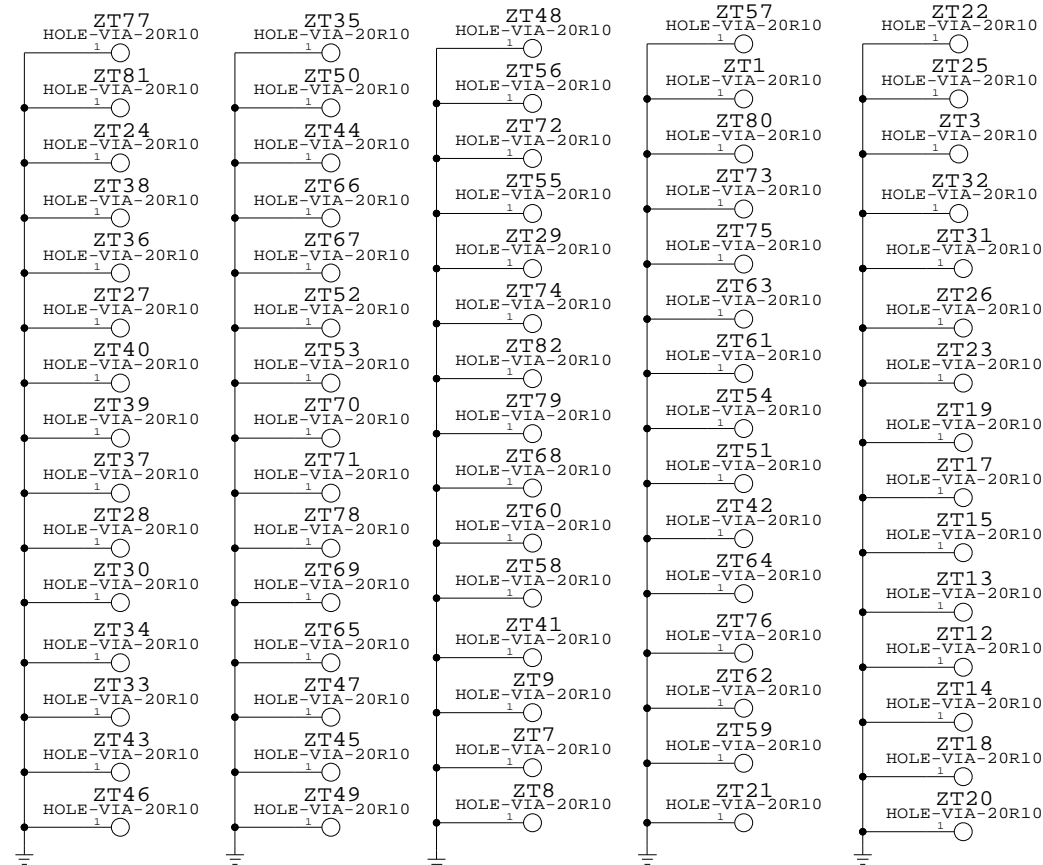 ZT77
HOLE-VIA-20R10
1
ZT81
HOLE-VIA-20R10
1
ZT24
HOLE-VIA-20R10
1
ZT38
HOLE-VIA-20R10
1
ZT36
HOLE-VIA-20R10
1
ZT27
HOLE-VIA-20R10
1
ZT40
HOLE-VIA-20R10
1
ZT39
HOLE-VIA-20R10
1
ZT37
HOLE-VIA-20R10
1
ZT28
HOLE-VIA-20R10
1
ZT30
HOLE-VIA-20R10
1
ZT34
HOLE-VIA-20R10
1
ZT33
HOLE-VIA-20R10
1
ZT43
HOLE-VIA-20R10
1
ZT46
HOLE-VIA-20R10
1
ZT35
HOLE-VIA-20R10
1
ZT50
HOLE-VIA-20R10
1
ZT44
HOLE-VIA-20R10
1
ZT66
HOLE-VIA-20R10
1
ZT67
HOLE-VIA-20R10
1
ZT52
HOLE-VIA-20R10
1
ZT53
HOLE-VIA-20R10
1
ZT70
HOLE-VIA-20R10
1
ZT71
HOLE-VIA-20R10
1
ZT78
HOLE-VIA-20R10
1
ZT69
HOLE-VIA-20R10
1
ZT65
HOLE-VIA-20R10
1
ZT47
HOLE-VIA-20R10
1
ZT45
HOLE-VIA-20R10
1
ZT49
HOLE-VIA-20R10
1
ZT48
HOLE-VIA-20R10
1
ZT56
HOLE-VIA-20R10
1
ZT72
HOLE-VIA-20R10
1
ZT55
HOLE-VIA-20R10
1
ZT29
HOLE-VIA-20R10
1
ZT74
HOLE-VIA-20R10
1
ZT82
HOLE-VIA-20R10
1
ZT79
HOLE-VIA-20R10
1
ZT68
HOLE-VIA-20R10
1
ZT60
HOLE-VIA-20R10
1
ZT58
HOLE-VIA-20R10
1
ZT41
HOLE-VIA-20R10
1
ZT9
HOLE-VIA-20R10
1
ZT7
HOLE-VIA-20R10
1
ZT8
HOLE-VIA-20R10
1
ZT57
HOLE-VIA-20R10
1
ZT1
HOLE-VIA-20R10
1
ZT80
HOLE-VIA-20R10
1
ZT73
HOLE-VIA-20R10
1
ZT75
HOLE-VIA-20R10
1
ZT63
HOLE-VIA-20R10
1
ZT61
HOLE-VIA-20R10
1
ZT54
HOLE-VIA-20R10
1
ZT51
HOLE-VIA-20R10
1
ZT42
HOLE-VIA-20R10
1
ZT64
HOLE-VIA-20R10
1
ZT76
HOLE-VIA-20R10
1
ZT62
HOLE-VIA-20R10
1
ZT59
HOLE-VIA-20R10
1
ZT21
HOLE-VIA-20R10
1
ZT22
HOLE-VIA-20R10
1
ZT25
HOLE-VIA-20R10
1
ZT3
HOLE-VIA-20R10
1
ZT32
HOLE-VIA-20R10
1
ZT31
HOLE-VIA-20R10
1
ZT26
HOLE-VIA-20R10
1
ZT23
HOLE-VIA-20R10
1
ZT19
HOLE-VIA-20R10
1
ZT17
HOLE-VIA-20R10
1
ZT15
HOLE-VIA-20R10
1
ZT13
HOLE-VIA-20R10
1
ZT12
HOLE-VIA-20R10
1
ZT14
HOLE-VIA-20R10
1
ZT18
HOLE-VIA-20R10
1
ZT20
HOLE-VIA-20R10
1